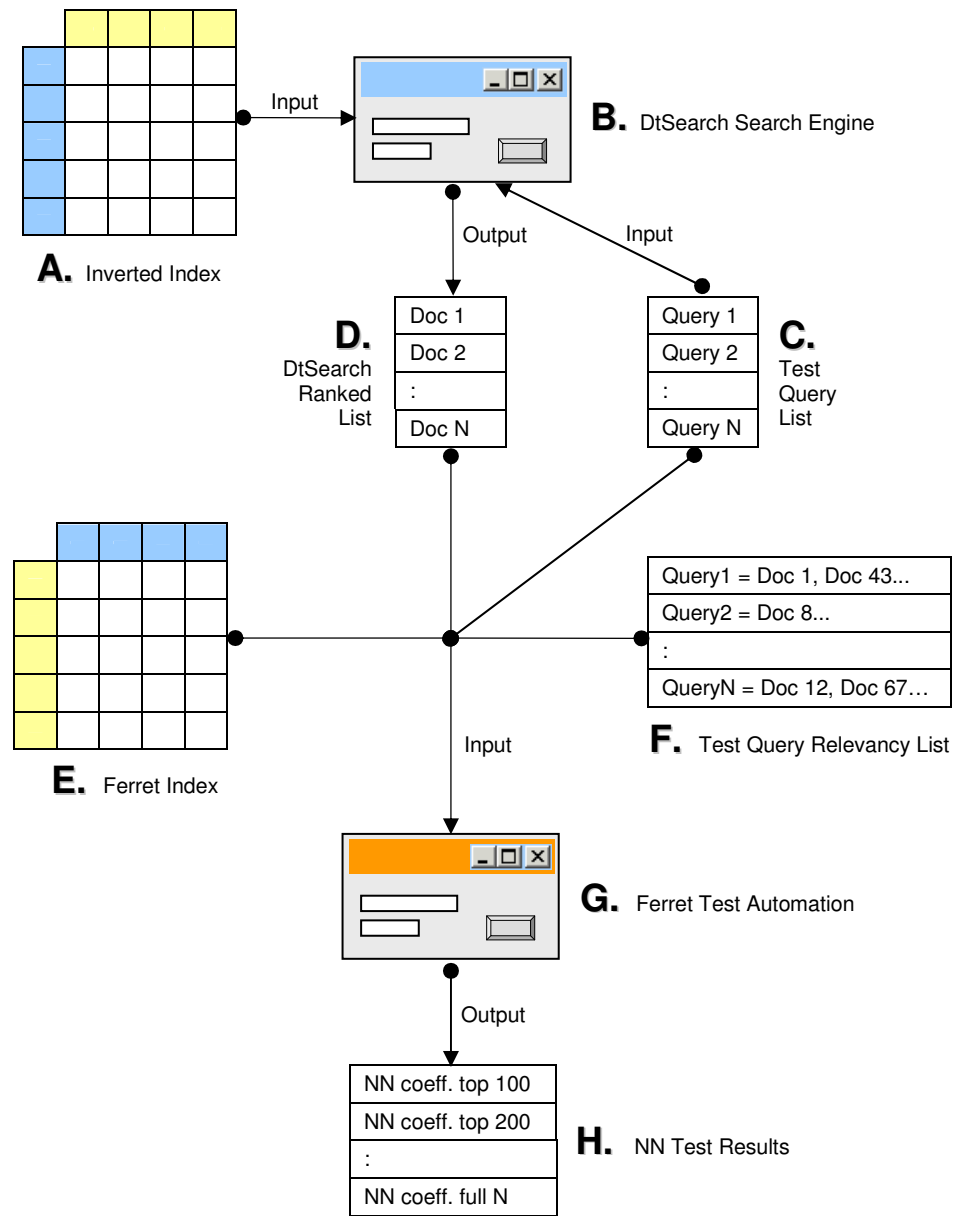 Input
B. DtSearch Search Engine
A. Inverted Index
Output
Input
D.
DtSearch
Ranked
List
Doc 1
Doc 2
:
Doc N
Query 1
Query 2
:
Query N
C.
Test
Query
List
E. Ferret Index
Query1 = Doc 1, Doc 43...
Query2 = Doc 8...
:
QueryN = Doc 12, Doc 67…
F. Test Query Relevancy List
Input
G. Ferret Test Automation
Output
NN coeff. top 100
NN coeff. top 200
:
NN coeff. full N
H. NN Test Results